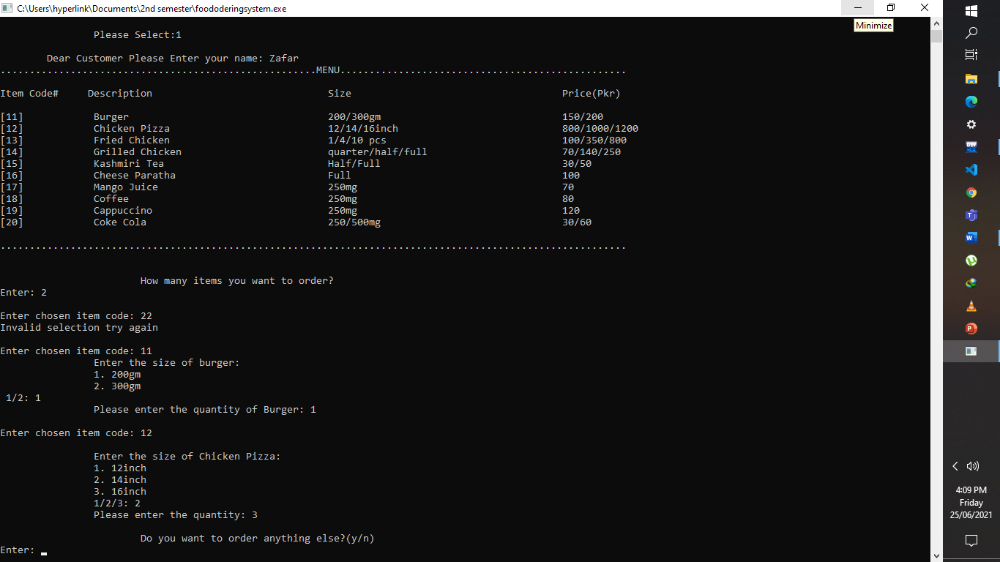 C:\Users\hyperlink\Documents\2nd semester\foododeringsystem.exe
Minimize
Please Select:1
Dear Customer Please Enter your name: Zafar
......................................................MENU.................................................
Item Code# Description Size Price(Pkr)
[11] Burger 200/300gm 150/200
[12] Chicken Pizza 12/14/16inch 800/1000/1200
[13] Fried Chicken 1/4/10 pcs 100/350/800
[14] Grilled Chicken quarter/half/full 70/140/250
[15] Kashmiri Tea Half/Full 30/50
[16] Cheese Paratha Full 100
[17] Mango Juice 250mg 70
[18] Coffee 250mg 80
[19] Cappuccino 250mg 120
[20] Coke Cola 250/500mg 30/60
...........................................................................................................
How many items you want to order?
Enter: 2
Enter chosen item code: 22
Invalid selection try again
Enter chosen item code: 11
Enter the size of burger:
1. 200gm
2. 300gm
1/2: 1
Please enter the quantity of Burger: 1
Enter chosen item code: 12
Enter the size of Chicken Pizza:
1. 12inch
2. 14inch
3. 16inch
1/2/3: 2
Please enter the quantity: 3
Do you want to order anything else?(y/n)
Enter:
DEV
4:09 PM
Friday
25/06/2021